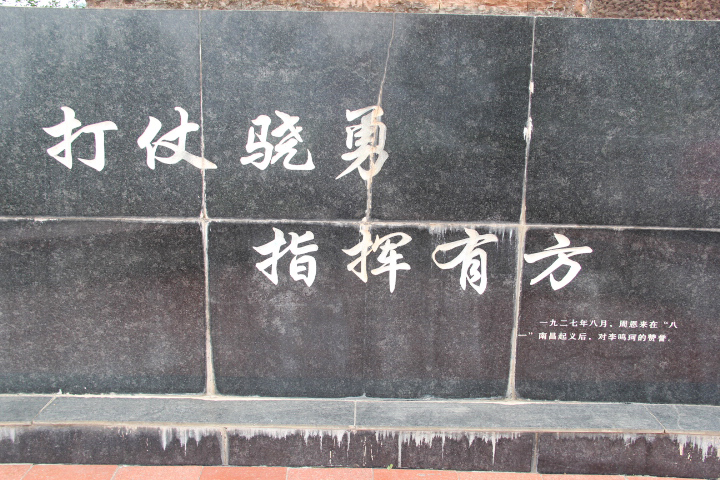 打仗骁勇
指挥有方
一九二七年八月，周恩来在“八
一”南昌起义后，对李鸣珂的赞誉。